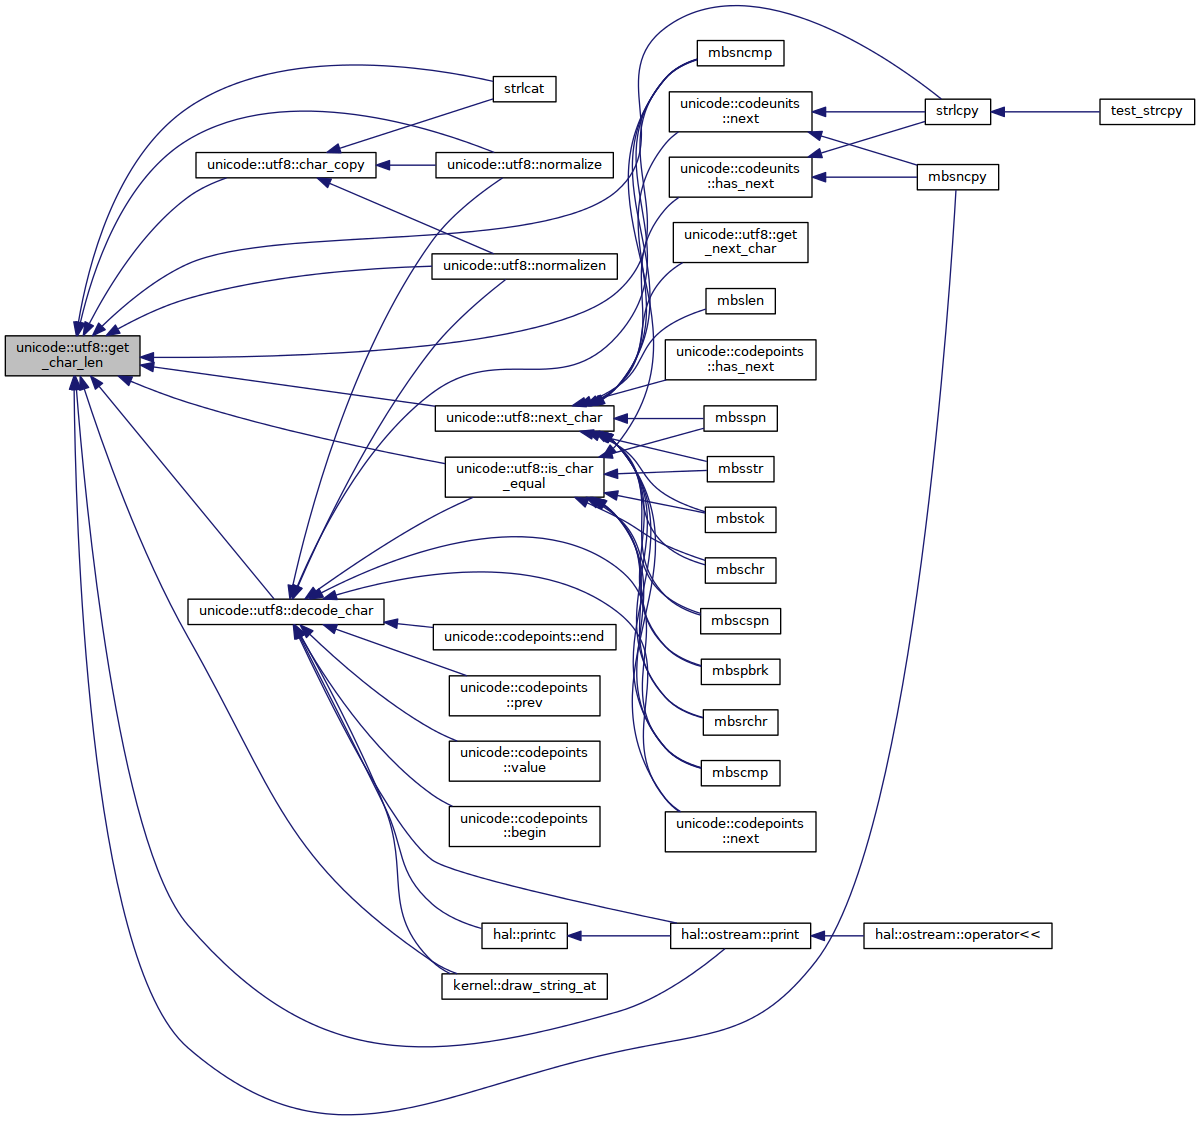 unicode::utf8::get
_char_len
strlcat
unicode::utf8::char_copy
unicode::utf8::normalize
unicode::utf8::normalizen
unicode::utf8::next_char
unicode::utf8::is_char
_equal
unicode::utf8::decode_char
unicode::codepoints::end
unicode::codepoints
::prev
unicode::codepoints
::value
unicode::codepoints
::begin
hal::printc
kernel::draw_string_at
mbsncmp
unicode::codeunits
::next
unicode::codeunits
::has_next
unicode::utf8::get
_next_char
mbslen
unicode::codepoints
::has_next
mbsspn
mbsstr
mbstok
mbschr
mbscspn
mbspbrk
mbsrchr
mbscmp
unicode::codepoints
::next
hal::ostream::print
strlcpy
mbsncpy
hal::ostream::operator<<
test_strcpy